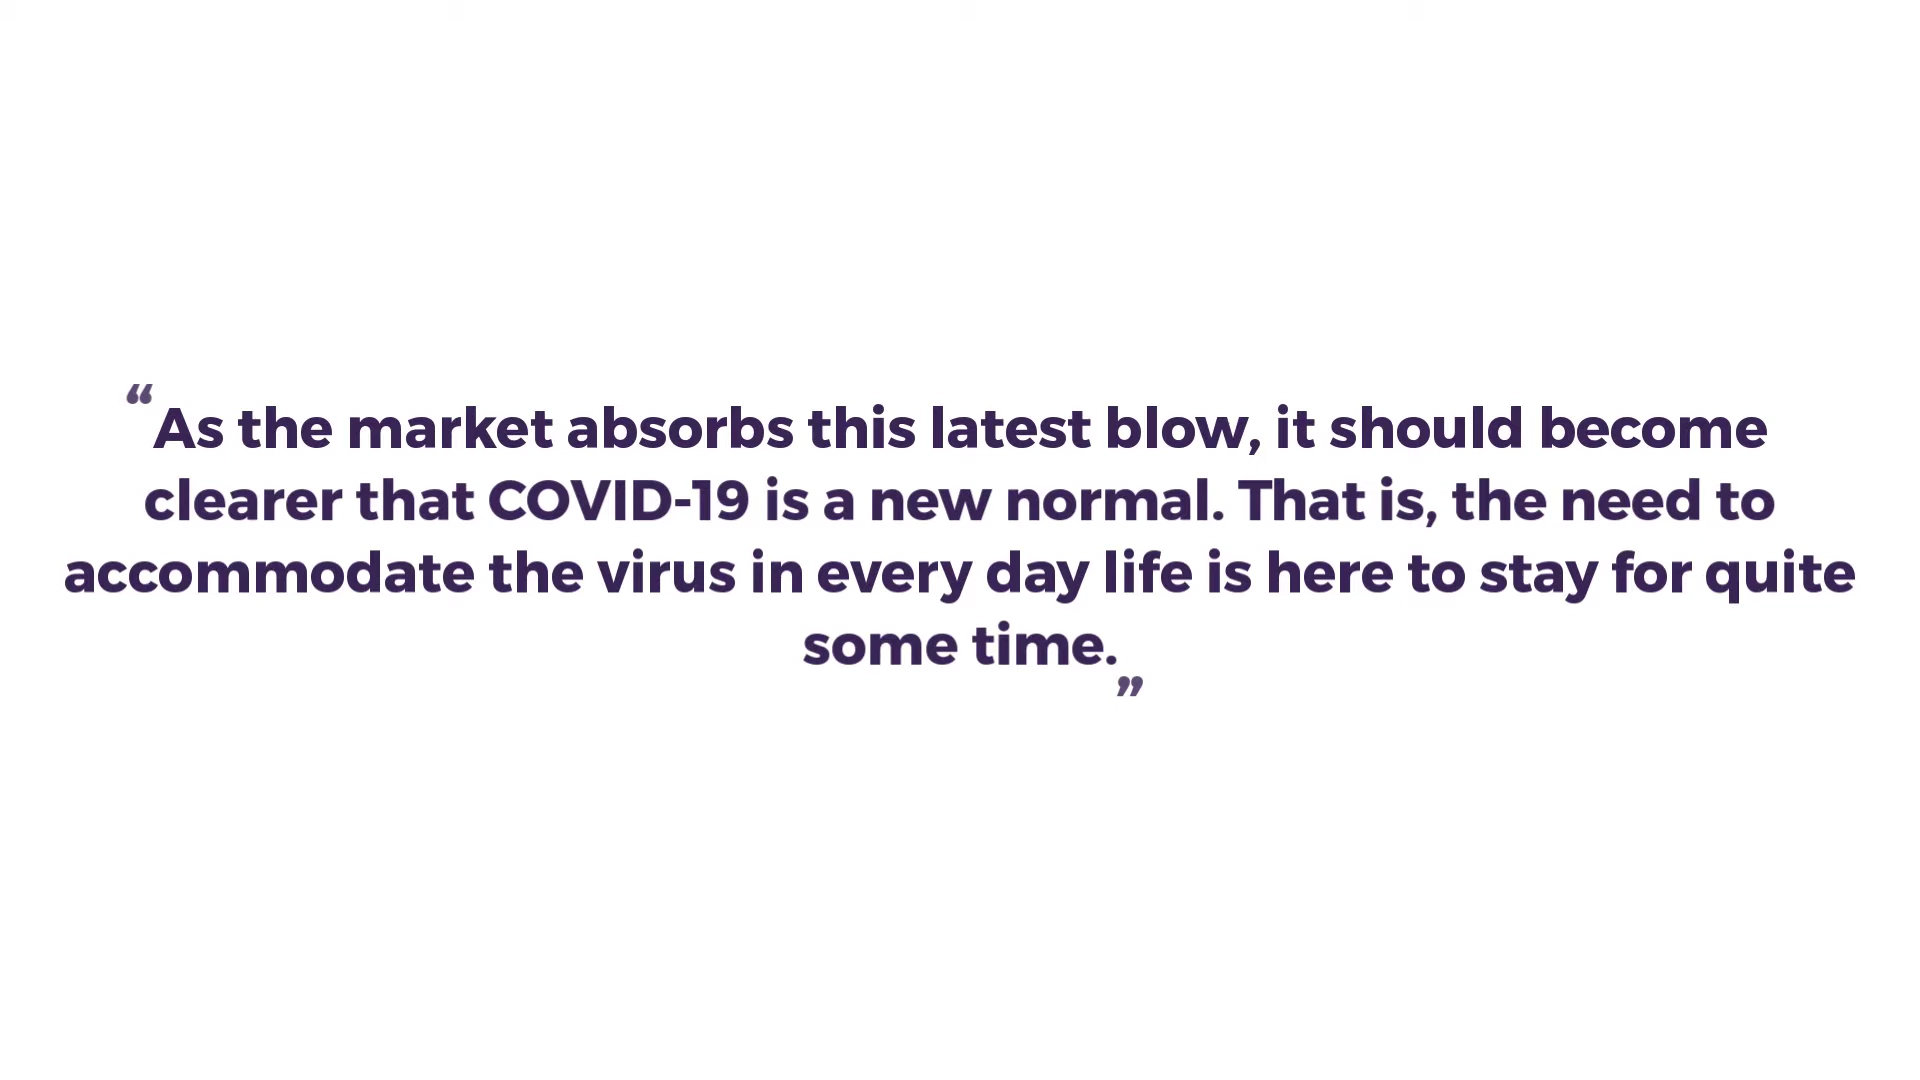 “As the market absorbs this latest blow, it should become
clearer that COVID-19 is a new normal. That is, the need to
accommodate the virus in every day life is here to stay for quite
some time.”